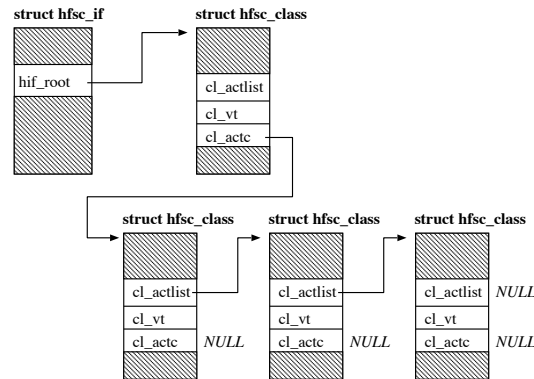 struct hfsc_if
struct hfsc_class
hif_root
cl_actlist
cl_vt
cl_actc
struct hfsc_class
struct hfsc_class
struct hfsc_class
cl_actlist
cl_actlist
cl_actlist
NULL
cl_vt
cl_vt
cl_vt
cl_actc
NULL
cl_actc
NULL
cl_actc
NULL